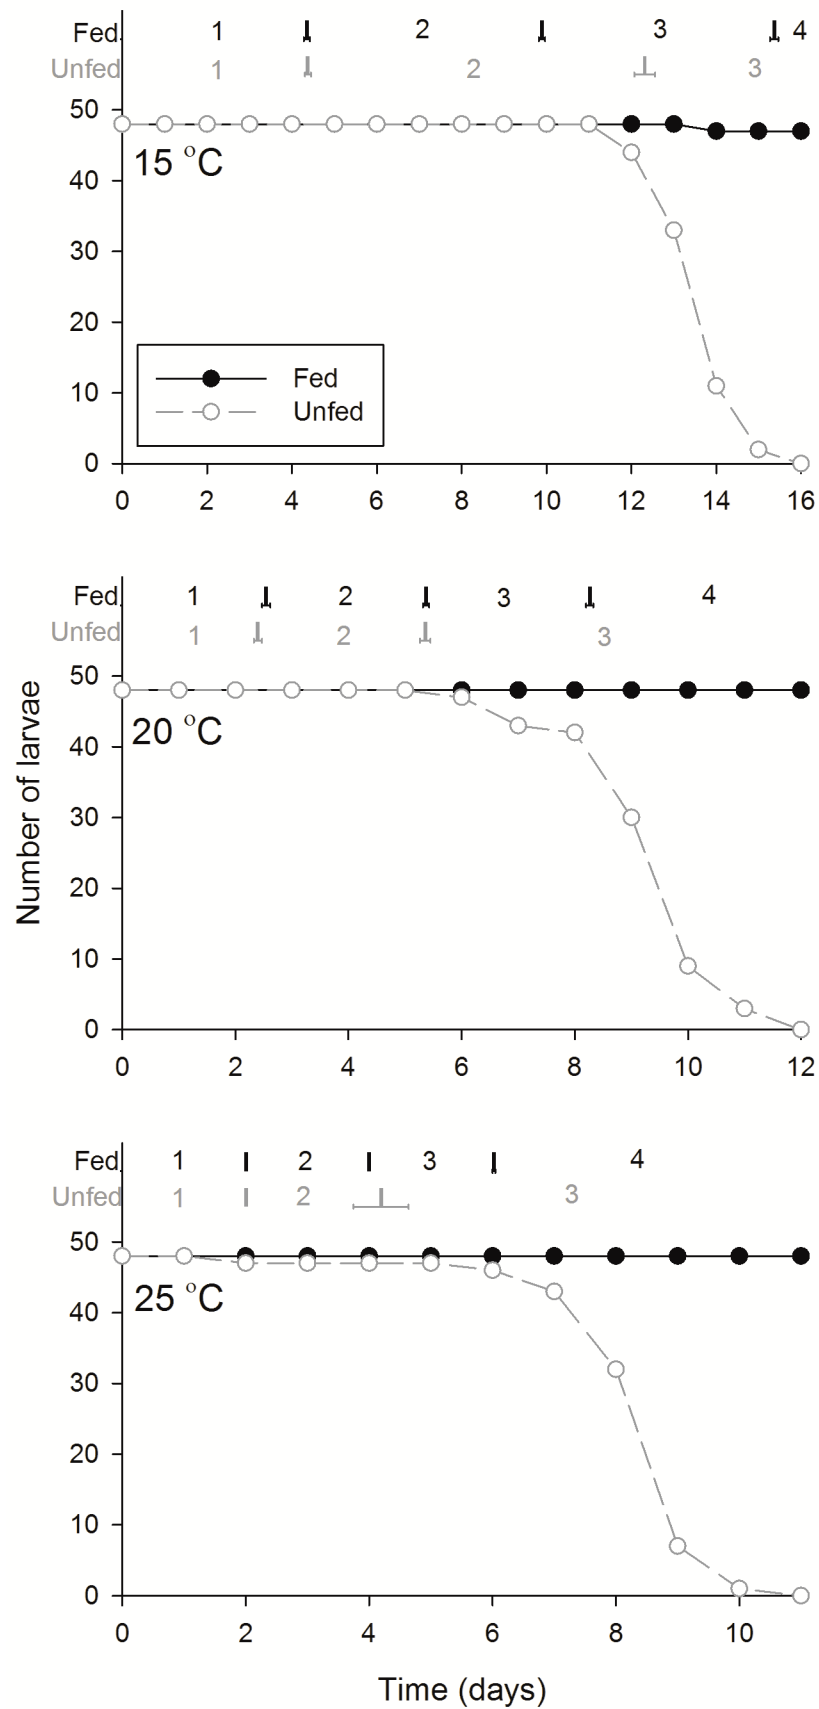 Fed 1 2 3 4
Unfed 1 2 3
50
15 °C
40
30
20
Fed
10
Unfed
0
0 2 4 6 8 10 12 14 16
Fed 1 2 3 4
Unfed 1 2 3
50
20 °C
40
30
Number of larvae
20
10
0
0 2 4 6 8 10 12
Fed 1 2 3 4
Unfed 1 2 3
50
25 °C
40
30
20
10
0
0 2 4 6 8 10
Time (days)